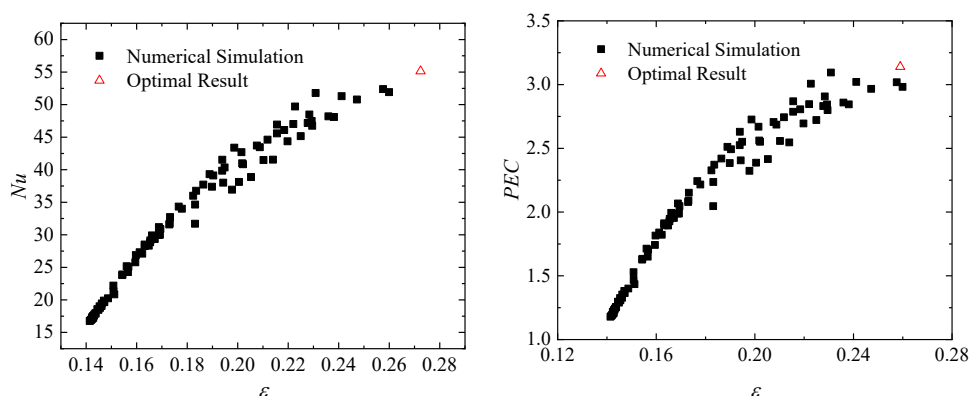 60
55
50
45
40
35
30
25
20
15
Nu
Numerical Simulation
Optimal Result
0.14 0.16 0.18 0.20 0.22 0.24 0.26 0.28
ε
3.5
3.0
2.5
2.0
1.5
1.0
PEC
Numerical Simulation
Optimal Result
0.12 0.16 0.20 0.24 0.28
ε